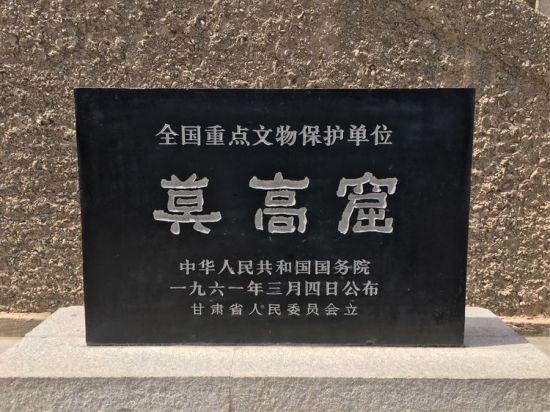 全国重点文物保护单位
莫高窟
中华人民共和国国务院
一九六一年三月四日公布
甘肃省人民委员会立